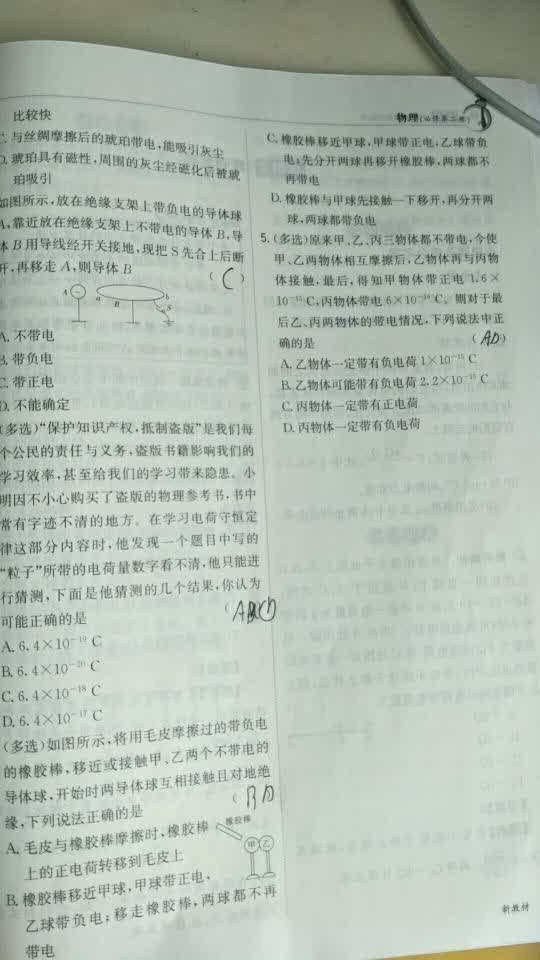 比较快
C. 与丝绸摩擦后的琥珀带电，能吸引灰尘
D. 琥珀具有磁性，周围的灰尘经磁化后被琥
珀吸引
如图所示，放在绝缘支架上带负电的导体球
A，靠近放在绝缘支架上不带电的导体 B，导
体 B 用导线经开关接地，现把 S 先合上后断
开，再移走 A，则导体 B （ C ）
A a B b S
A. 不带电
B. 带负电
C. 带正电
D. 不能确定
(多选)“保护知识产权，抵制盗版”是我们每
个公民的责任与义务，盗版书籍影响我们的
学习效率，甚至给我们的学习带来隐患。小
明因不小心购买了盗版的物理参考书，书中
常有字迹不清的地方。在学习电荷守恒定
律这部分内容时，他发现一个题目中写的
“粒子”所带的电荷量数字看不清，他只能进
行猜测，下面是他猜测的几个结果，你认为
可能正确的是
A. 6.4×10⁻¹⁹ C
B. 6.4×10⁻²⁰ C
C. 6.4×10⁻¹⁸ C
D. 6.4×10⁻¹⁷ C
(多选)如图所示，将用毛皮摩擦过的带负电
的橡胶棒，移近或接触甲、乙两个不带电的
导体球，开始时两导体球互相接触且对地绝
缘，下列说法正确的是 （ BD
A. 毛皮与橡胶棒摩擦时，橡胶棒
上的正电荷转移到毛皮上
橡胶棒
甲 乙
B. 橡胶棒移近甲球，甲球带正电，
乙球带负电；移走橡胶棒，两球都不再
带电
物理(必修第三册)
C. 橡胶棒移近甲球，甲球带正电，乙球带负
电；先分开两球再移开橡胶棒，两球都不
再带电
D. 橡胶棒与甲球先接触一下移开，再分开两
球，两球都带负电
5. (多选)原来甲、乙、丙三物体都不带电，今使
甲、乙两物体相互摩擦后，乙物体再与丙物
体接触，最后，得知甲物体带正电 1.6×
10⁻¹⁵ C，丙物体带电 6×10⁻¹⁶ C。则对于最
后乙、丙两物体的带电情况，下列说法中正
确的是 （ AD ）
A. 乙物体一定带有负电荷 1×10⁻¹⁵ C
B. 乙物体可能带有负电荷 2.2×10⁻¹⁵ C
C. 丙物体一定带有正电荷
D. 丙物体一定带有负电荷
新教材